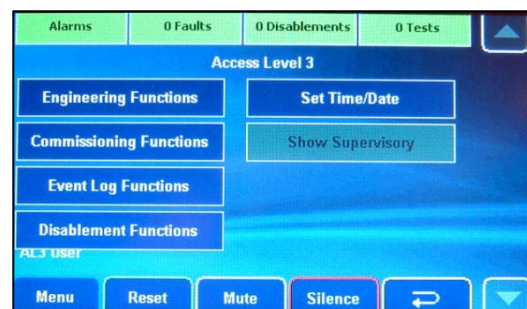 Alarms 0 Faults 0 Disablements 0 Tests
Access Level 3
Engineering Functions Set Time/Date
Commissioning Functions Show Supervisory
Event Log Functions
Disablement Functions
AL3 User
Menu Reset Mute Silence